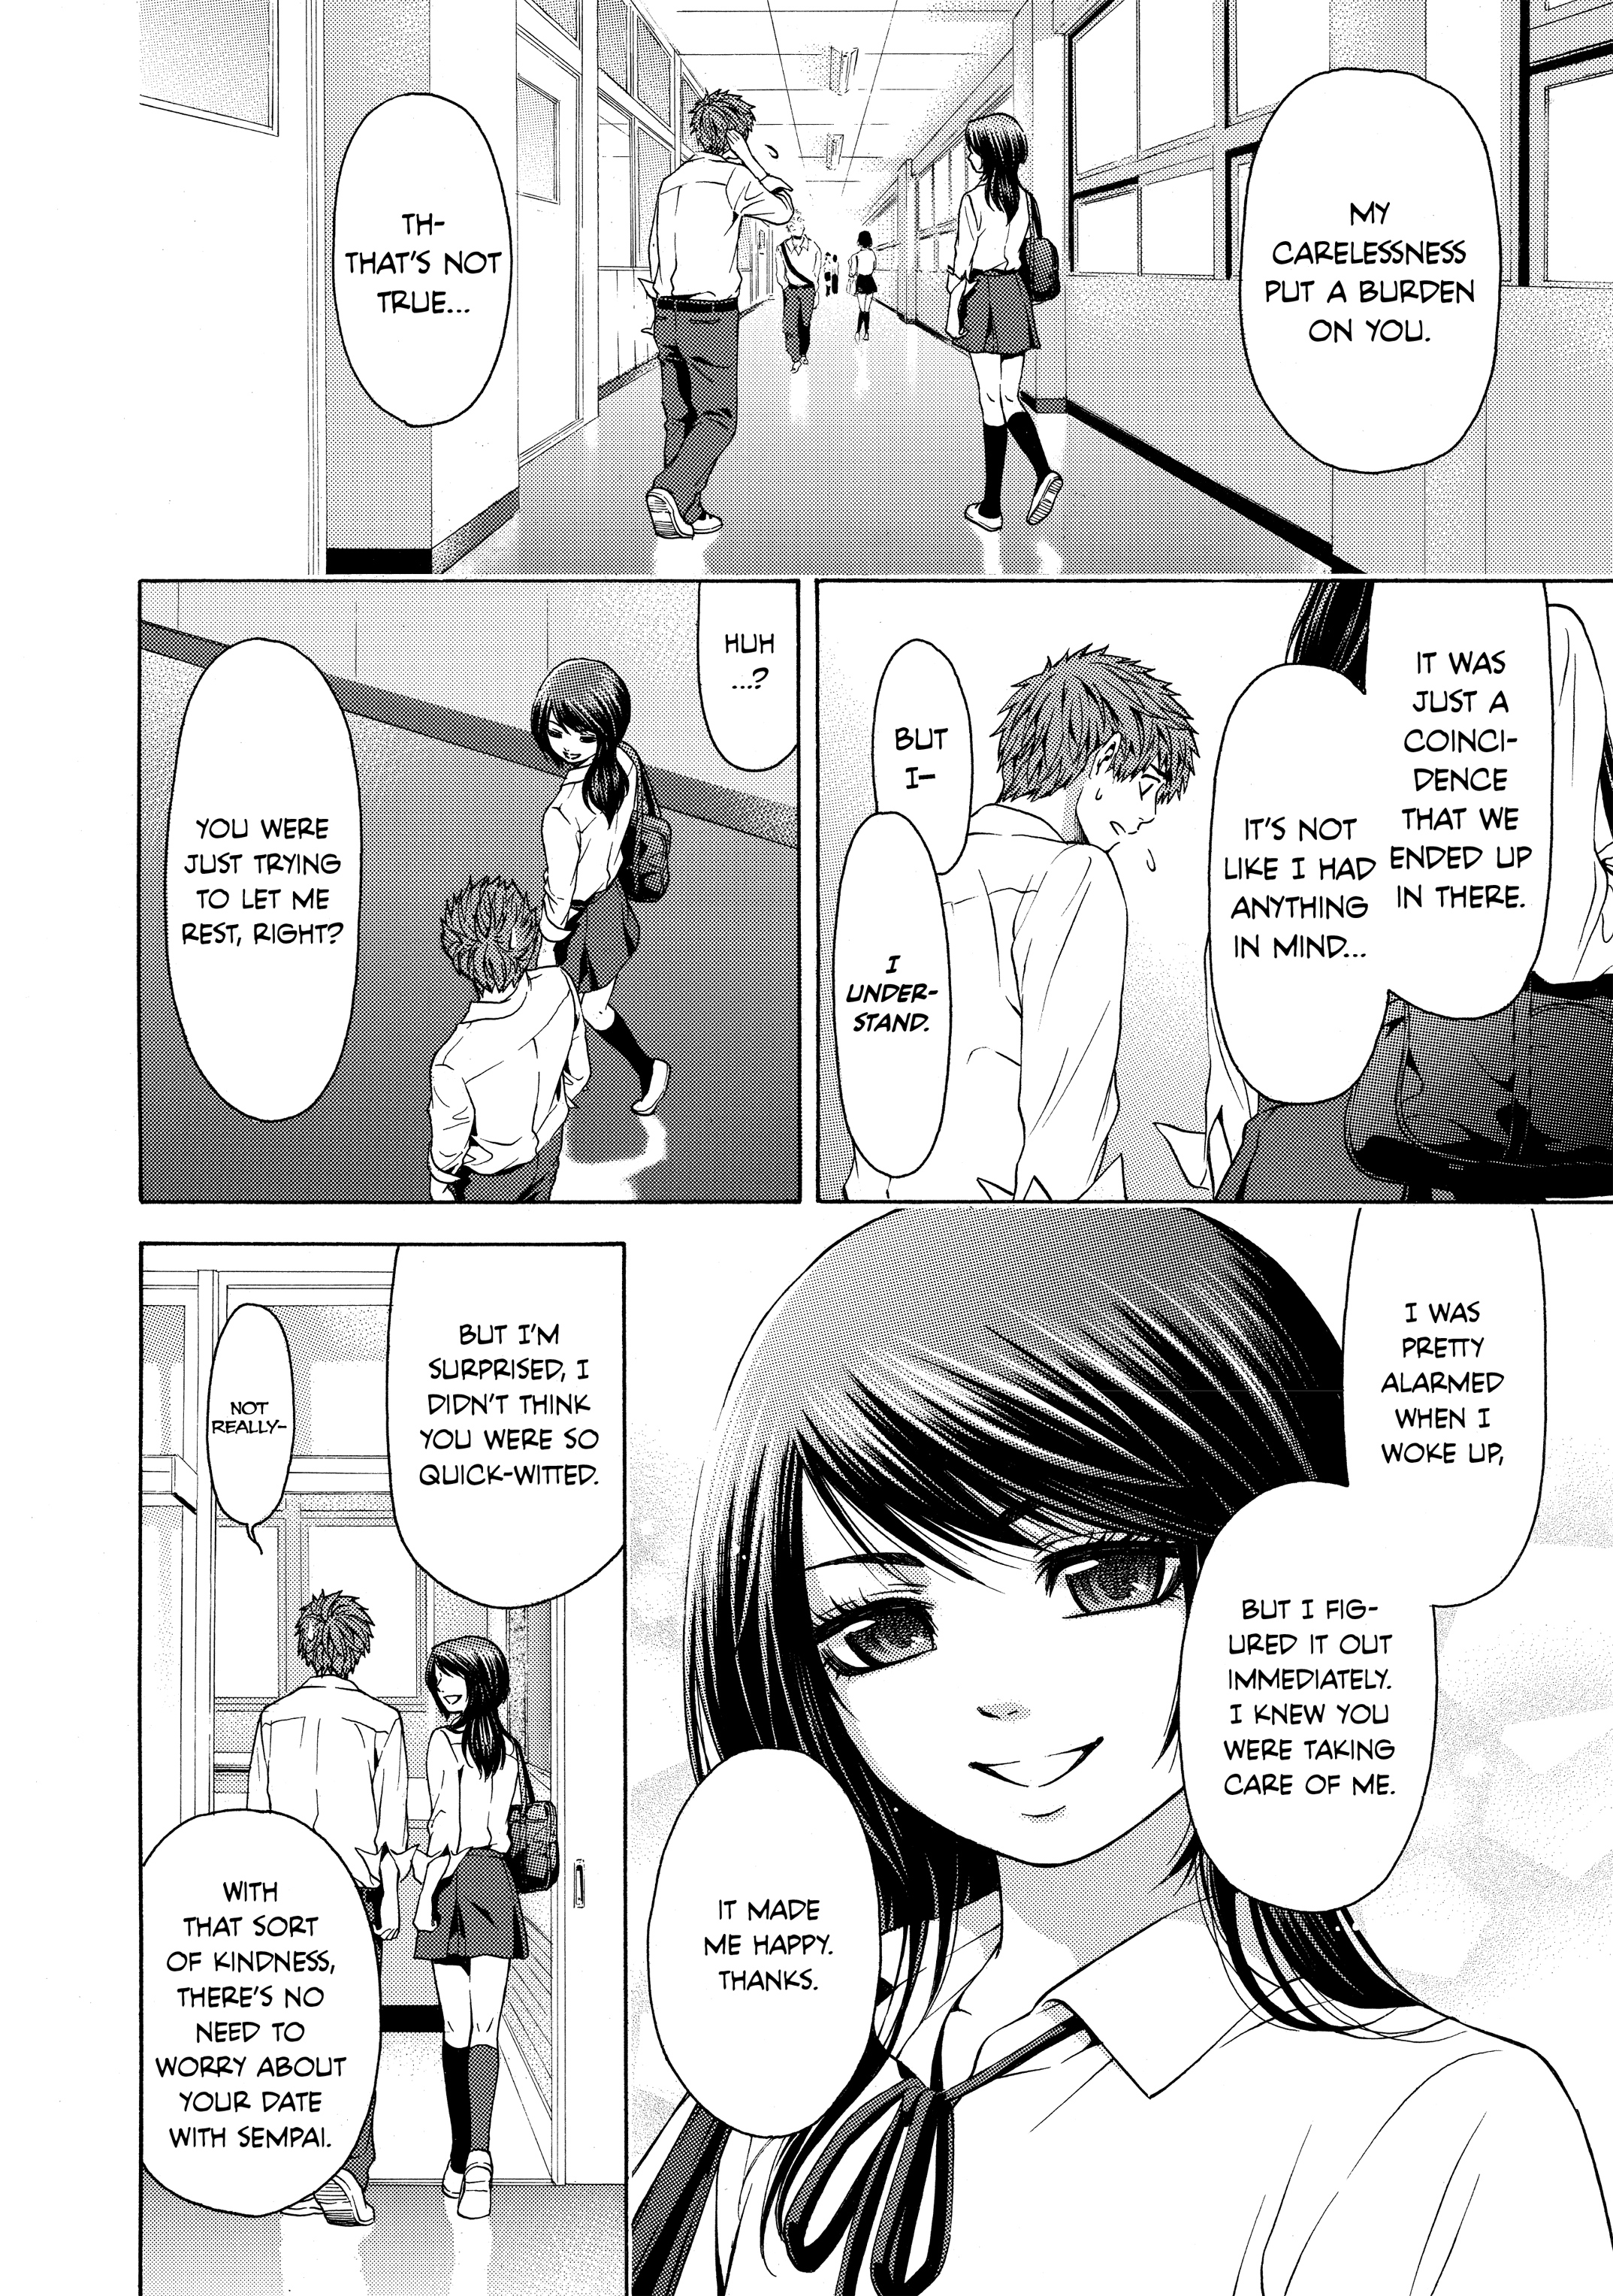 MY
CARELESSNESS
PUT A BURDEN
ON YOU.
TH-
THAT'S NOT
TRUE...
IT WAS
JUST A
COINCI-
DENCE
THAT WE
ENDED UP
IN THERE.
IT'S NOT
LIKE I HAD
ANYTHING
IN MIND...
BUT
I-
I
UNDER-
STAND.
HUH
...?
YOU WERE
JUST TRYING
TO LET ME
REST, RIGHT?
I WAS
PRETTY
ALARMED
WHEN I
WOKE UP,
BUT I FIG-
URED IT OUT
IMMEDIATELY.
I KNEW YOU
WERE TAKING
CARE OF ME.
IT MADE
ME HAPPY.
THANKS.
BUT I'M
SURPRISED, I
DIDN'T THINK
YOU WERE SO
QUICK-WITTED.
NOT
REALLY-
WITH
THAT SORT
OF KINDNESS,
THERE'S NO
NEED TO
WORRY ABOUT
YOUR DATE
WITH SEMPAI.